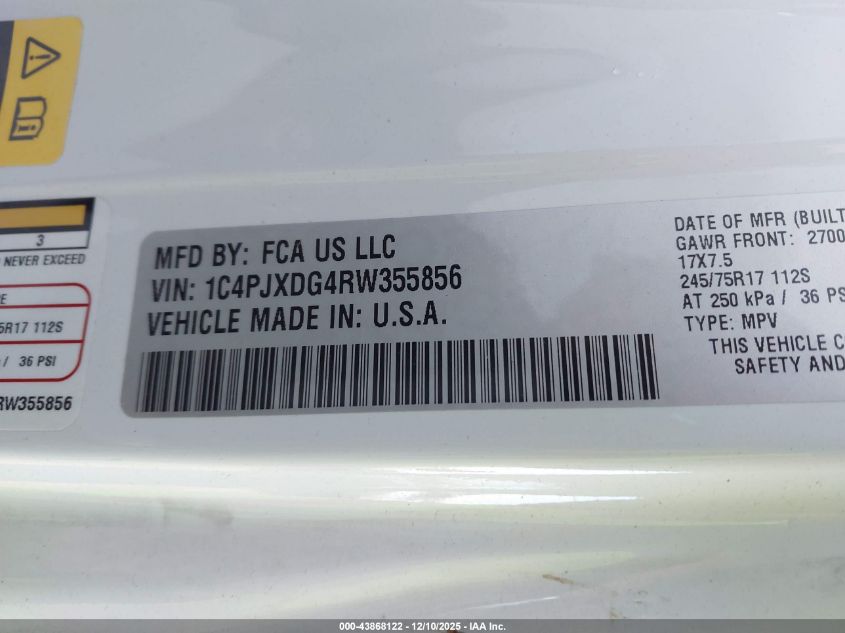 3
NEVER EXCEED
RE
5R17 112S
/ 36 PSI
RW355856
MFD BY: FCA US LLC
VIN: 1C4PJXDG4RW355856
VEHICLE MADE IN: U.S.A.
DATE OF MFR (BUILT
GAWR FRONT: 2700
17X7.5
245/75R17 112S
AT 250 kPa / 36 PS
TYPE: MPV
THIS VEHICLE C
SAFETY AND
000-43868122 - 12/10/2025 - IAA Inc.